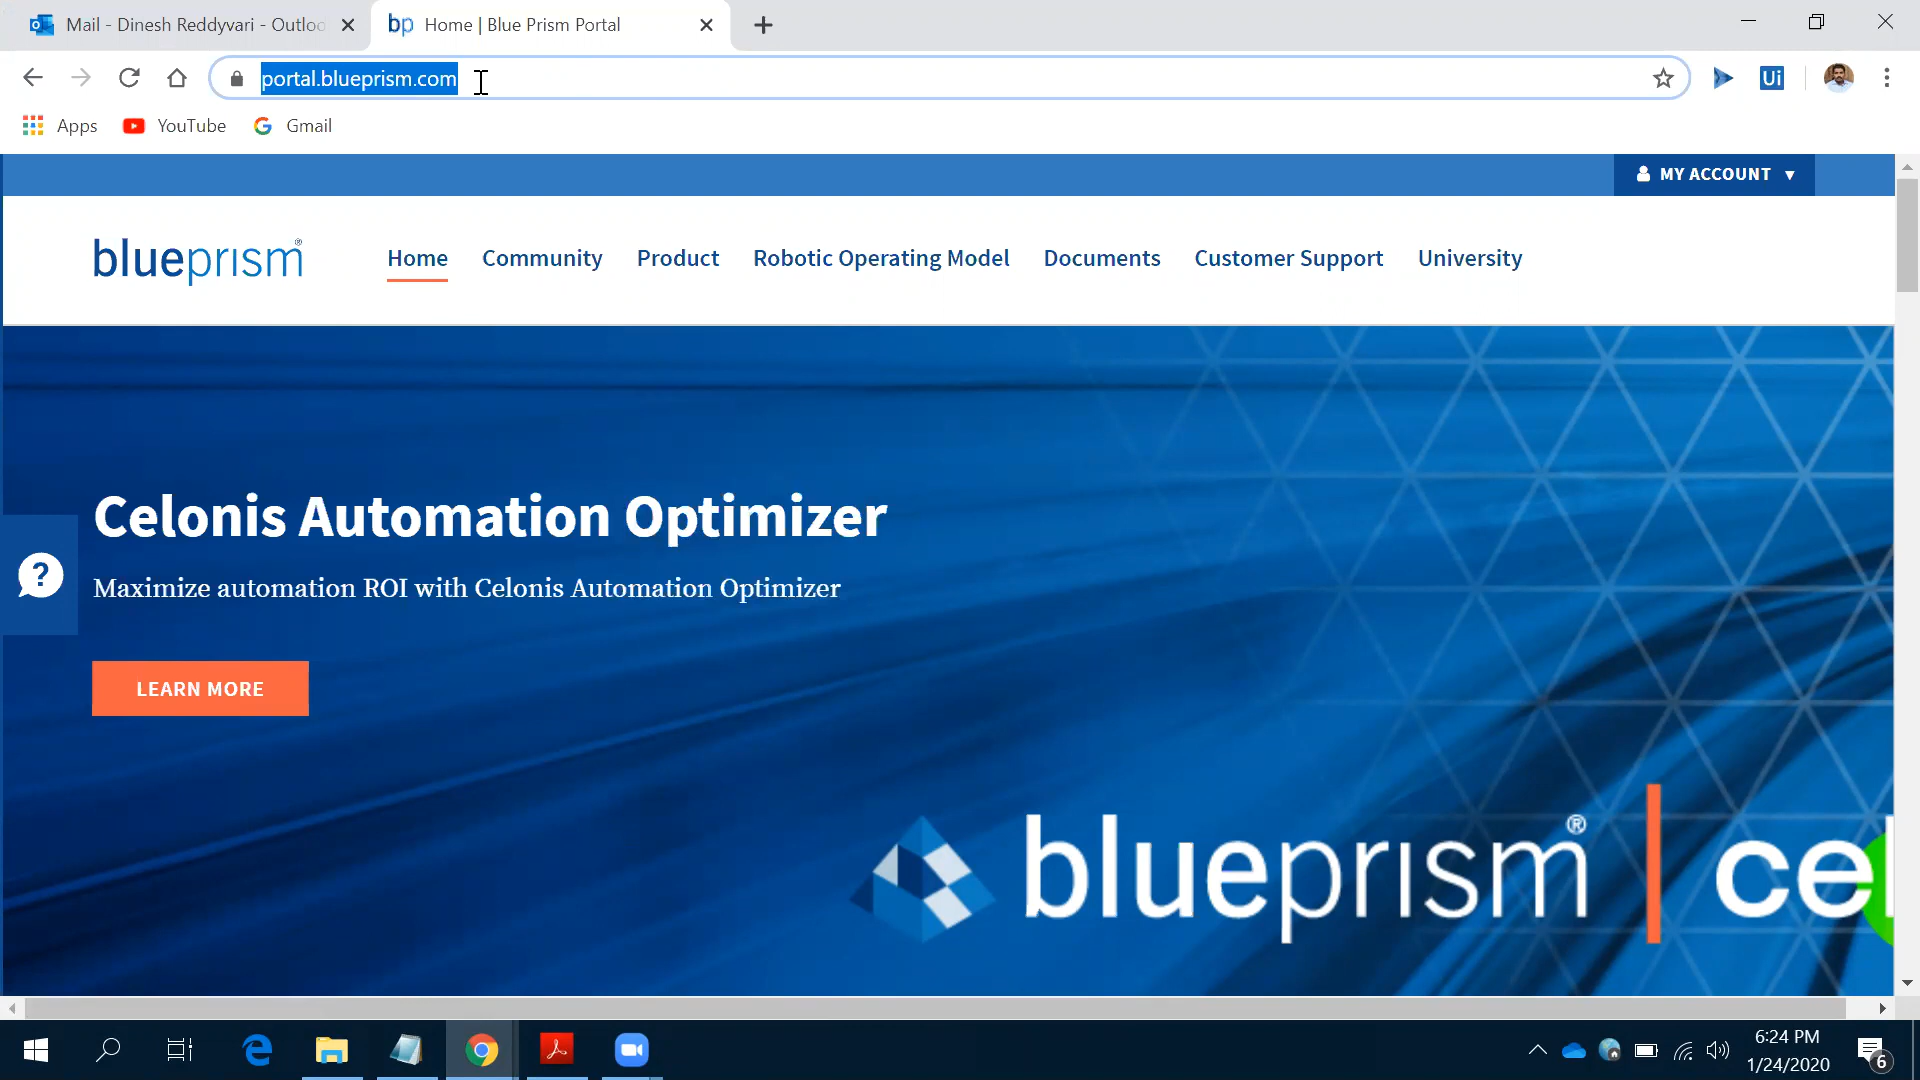 Mail - Dinesh Reddyvari - Outloo
bp Home | Blue Prism Portal
portal.blueprism.com
Ui
Apps YouTube Gmail
MY ACCOUNT
blueprism®
Home Community Product Robotic Operating Model Documents Customer Support University
Celonis Automation Optimizer
Maximize automation ROI with Celonis Automation Optimizer
?
LEARN MORE
blueprism® | cel
6:24 PM
1/24/2020
6